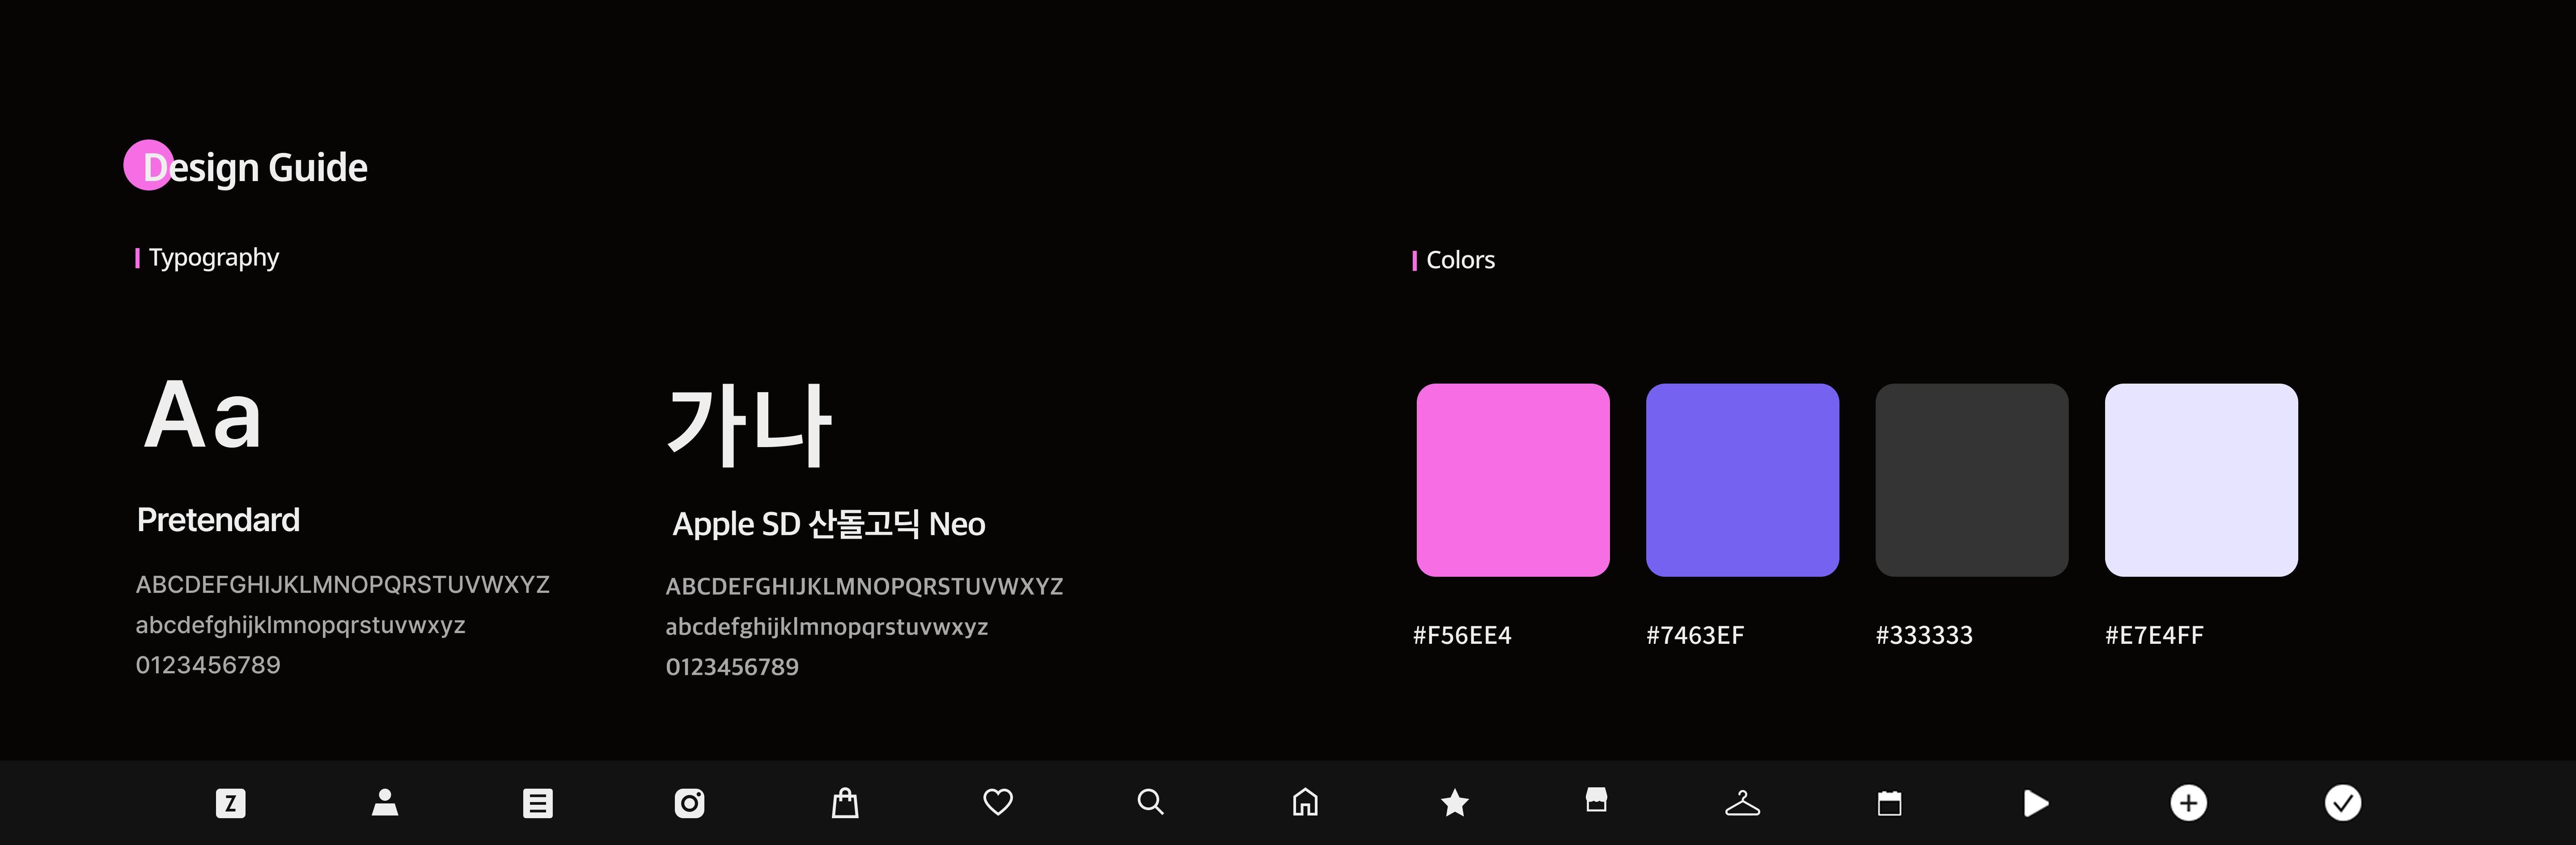 Design Guide
Typography
Aa
Pretendard
ABCDEFGHIJKLMNOPQRSTUVWXYZ
abcdefghijklmnopqrstuvwxyz
0123456789
가나
Apple SD 산돌고딕 Neo
ABCDEFGHIJKLMNOPQRSTUVWXYZ
abcdefghijklmnopqrstuvwxyz
0123456789
Colors
#F56EE4
#7463EF
#333333
#E7E4FF
Z